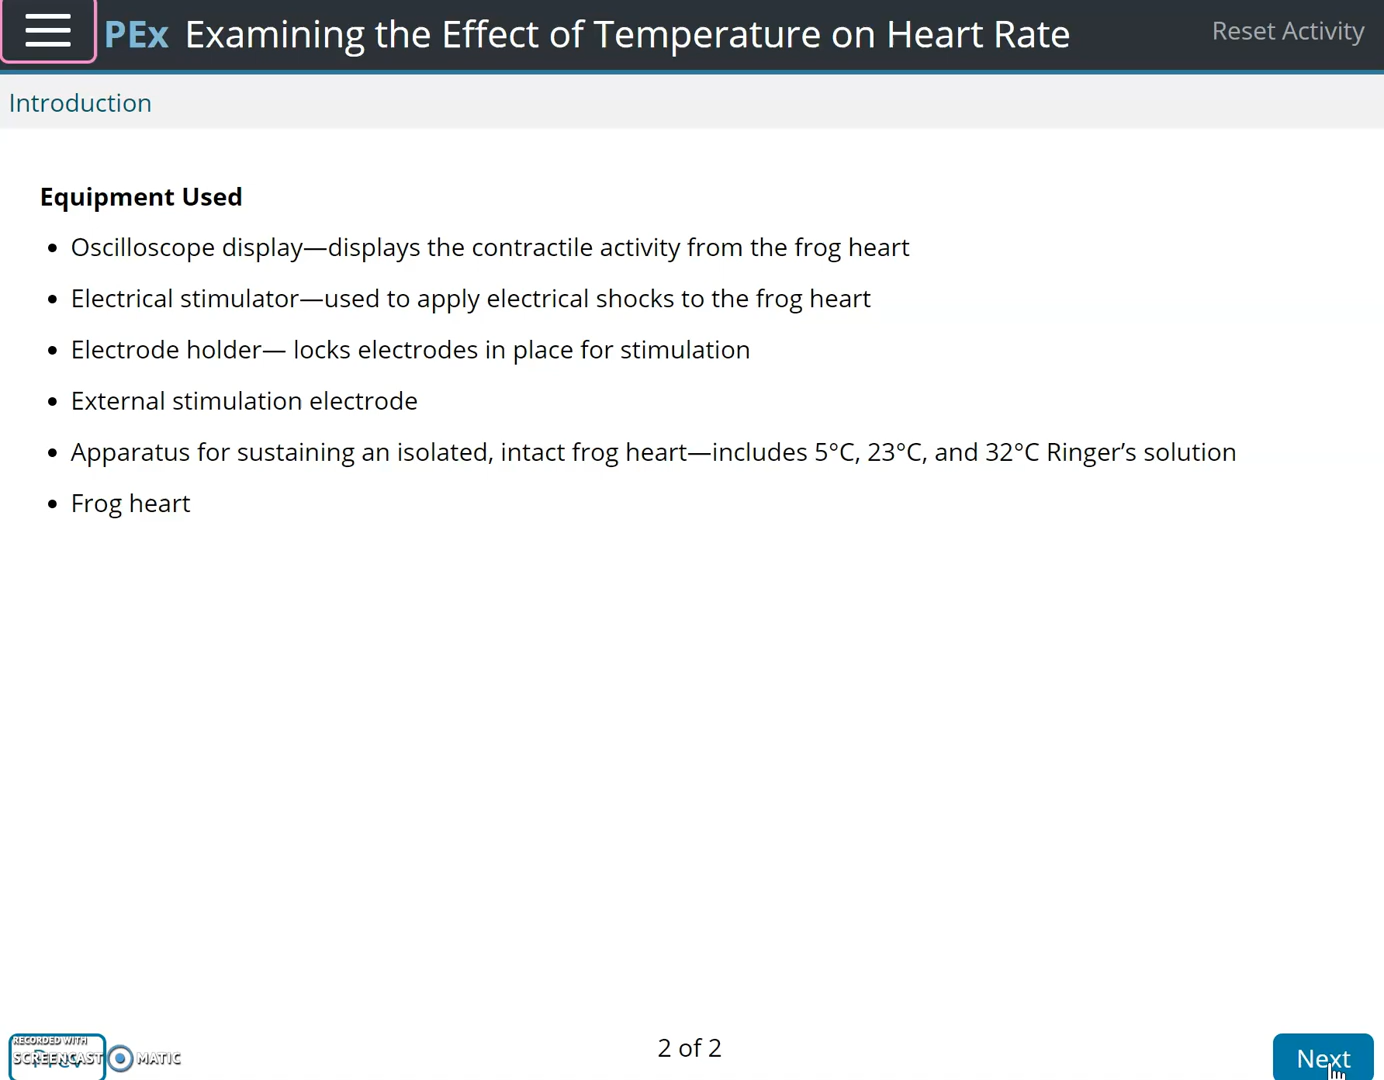 PEx Examining the Effect of Temperature on Heart Rate
Reset Activity
Introduction
Equipment Used
• Oscilloscope display—displays the contractile activity from the frog heart
• Electrical stimulator—used to apply electrical shocks to the frog heart
• Electrode holder— locks electrodes in place for stimulation
• External stimulation electrode
• Apparatus for sustaining an isolated, intact frog heart—includes 5°C, 23°C, and 32°C Ringer’s solution
• Frog heart
RECORDED WITH
SCREENCAST MATIC
Prev
2 of 2
Next